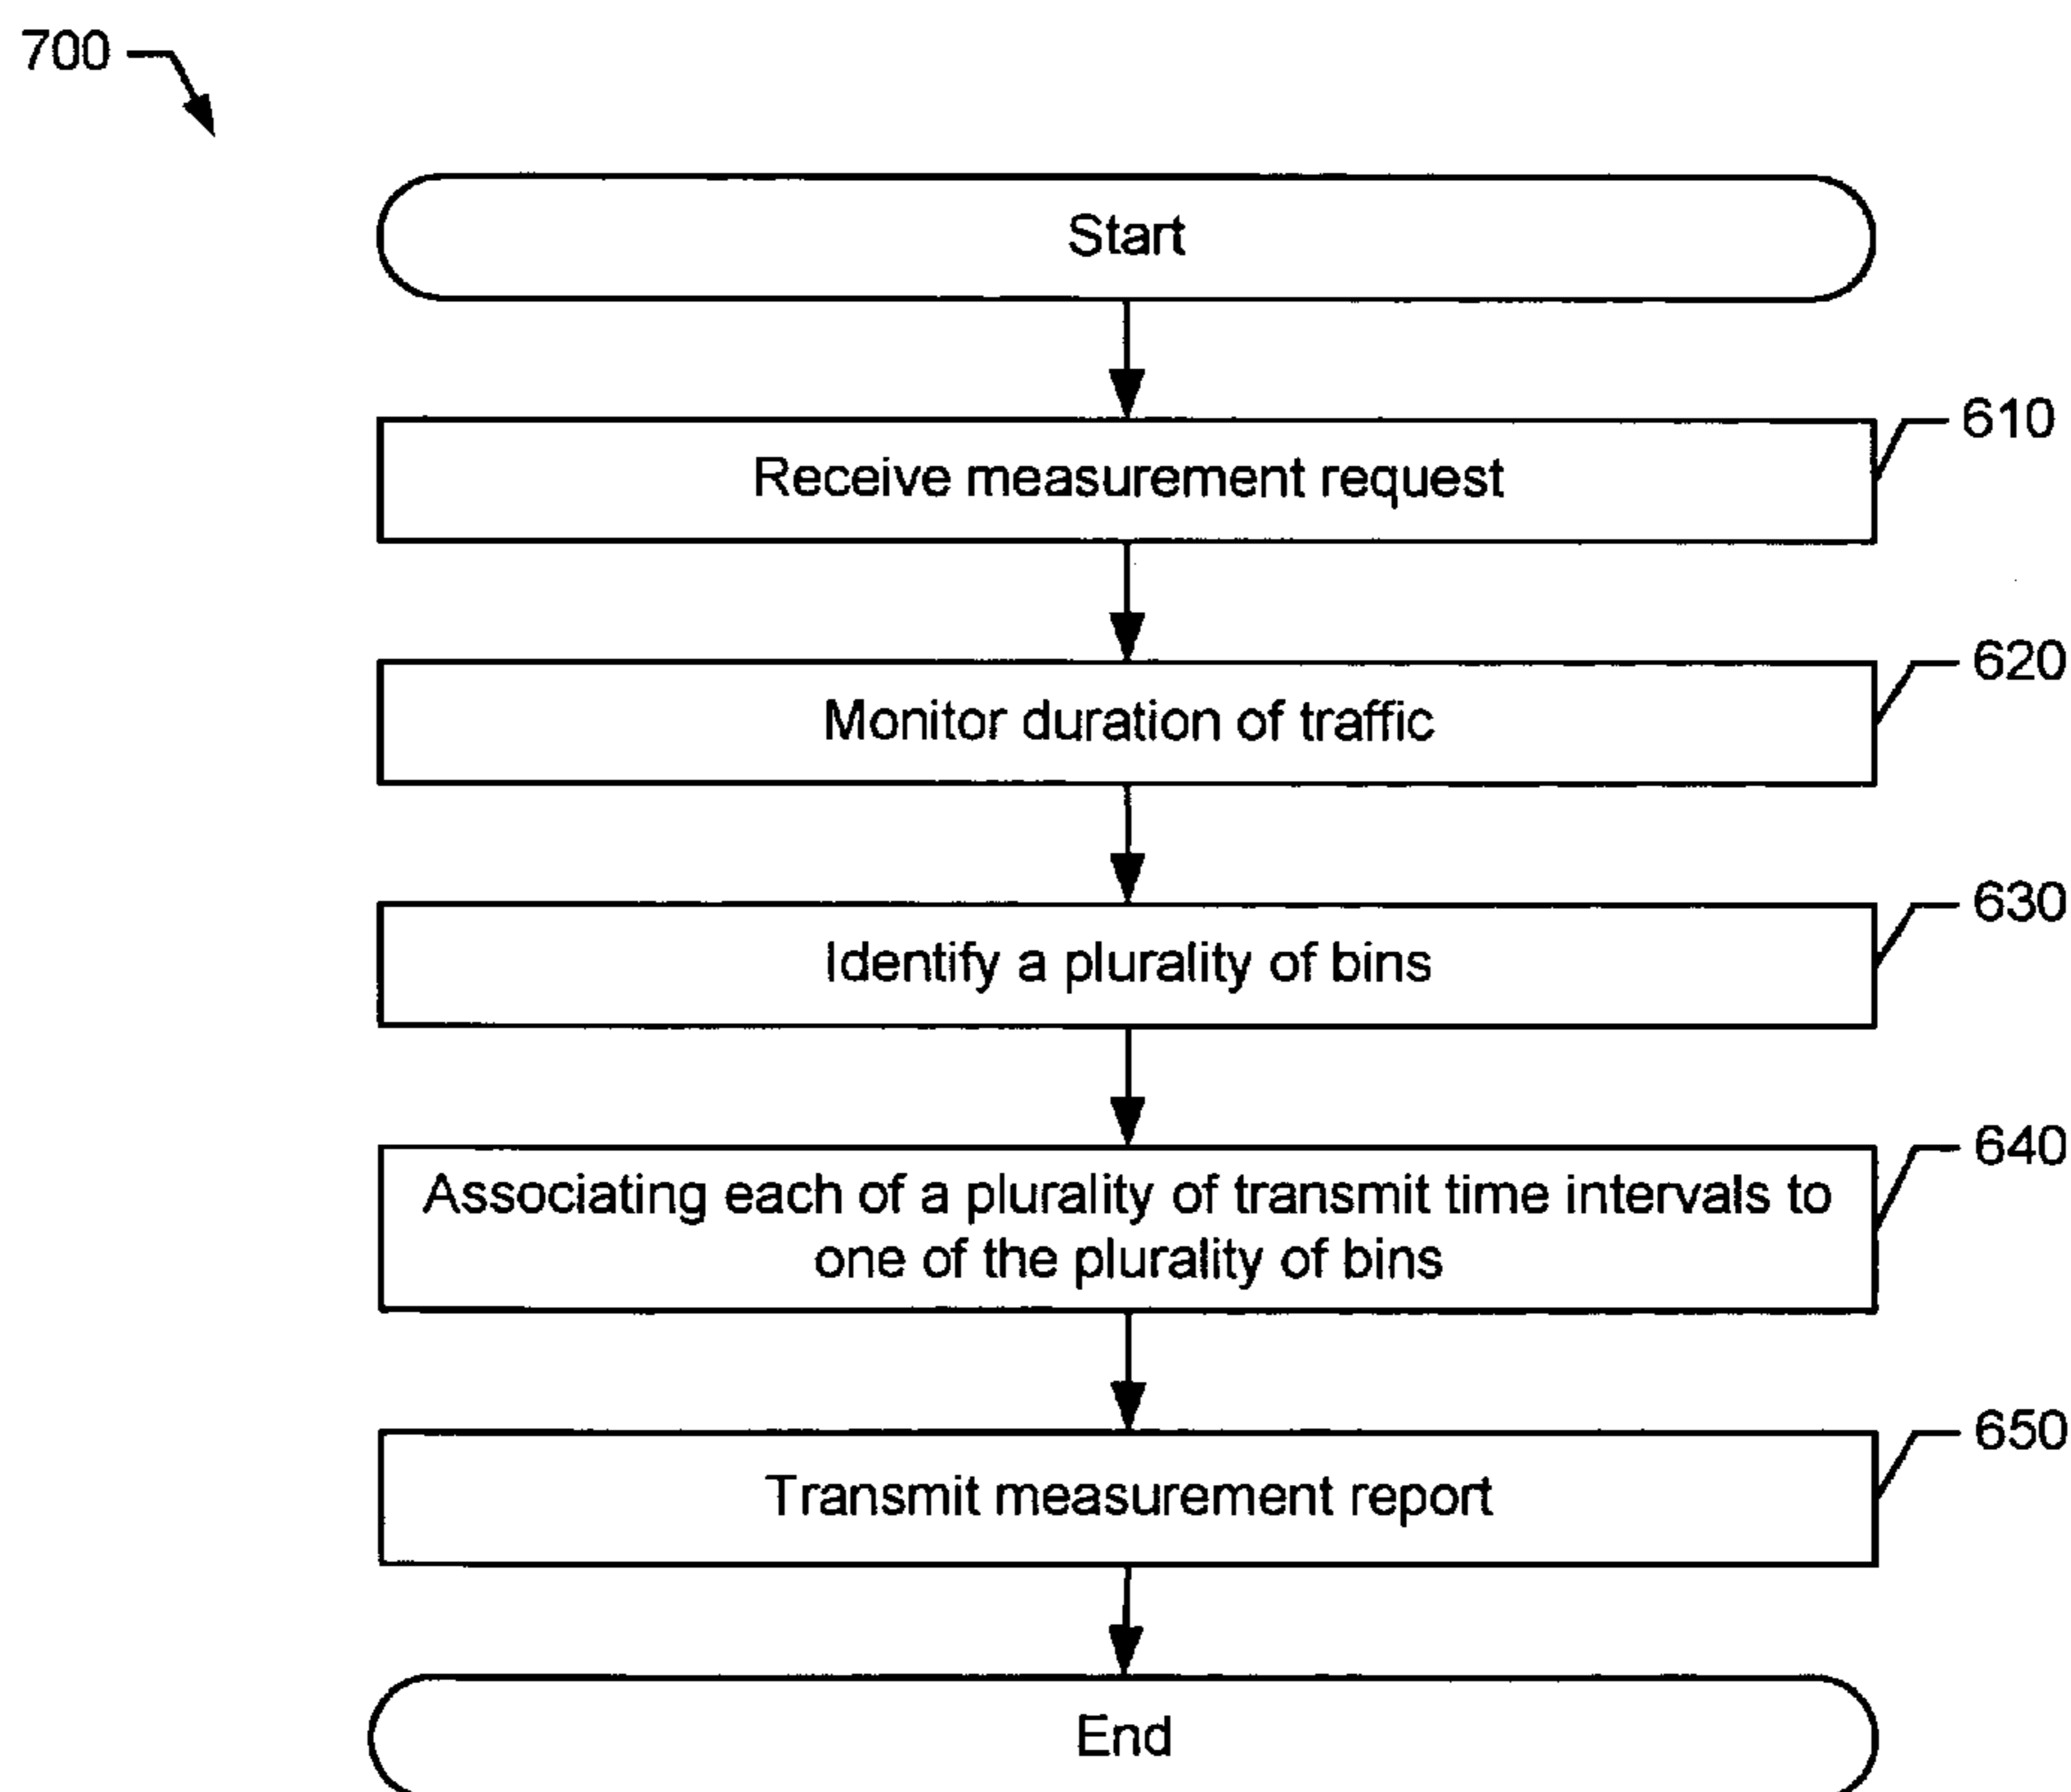 700
Start
610
Receive measurement request
620
Monitor duration of traffic
630
Identify a plurality of bins
640
Associating each of a plurality of transmit time intervals to
one of the plurality of bins
650
Transmit measurement report
End